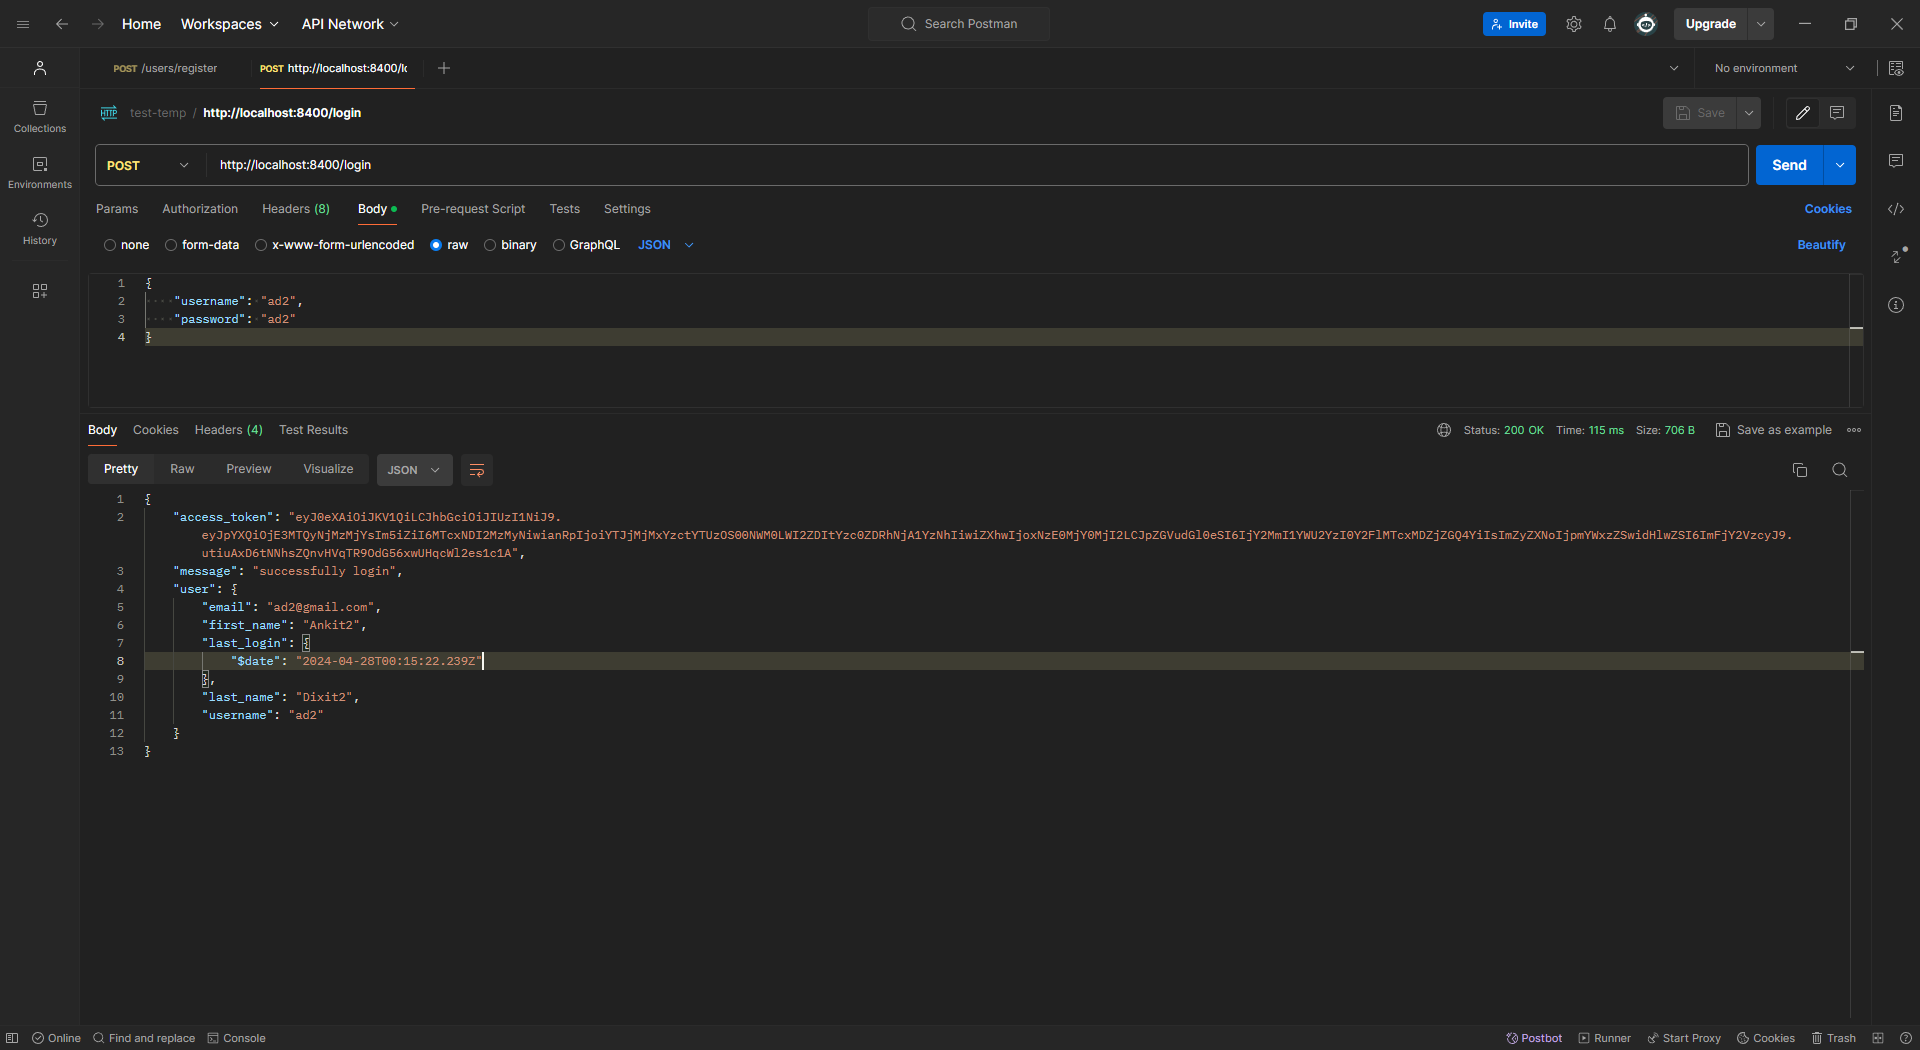 Home Workspaces API Network Search Postman Invite Upgrade
POST /users/register POST http://localhost:8400/lo No environment
HTTP test-temp / http://localhost:8400/login Save
Collections
POST http://localhost:8400/login Send
Environments
Params Authorization Headers (8) Body Pre-request Script Tests Settings Cookies
History
none form-data x-www-form-urlencoded raw binary GraphQL JSON Beautify
1 {
2 "username": "ad2",
3 "password": "ad2"
4 }
Body Cookies Headers (4) Test Results Status: 200 OK Time: 115 ms Size: 706 B Save as example
Pretty Raw Preview Visualize JSON
1 {
2 "access_token": "eyJ0eXAiOiJKV1QiLCJhbGciOiJIUzI1NiJ9.
eyJpYXQiOjE3MTQyNjMzMjYsIm5iZiI6MTcxNDI2MzMyNiwianRpIjoiYTJjMjMxYzctYTUzOS00NWM0LWI2ZDItYzc0ZDRhNjA1YzNhIiwiZXhwIjoxNzE0MjY0MjI2LCJpZGVudGl0eSI6IjY2MmI1YWU2YzI0Y2FlMTcxMDZjZGQ4YiIsImZyZXNoIjpmYWxzZSwidHlwZSI6ImFjY2VzcyJ9.
utiuAxD6tNNhsZQnvHVqTR9OdG56xwUHqcWl2es1c1A",
3 "message": "successfully login",
4 "user": {
5 "email": "ad2@gmail.com",
6 "first_name": "Ankit2",
7 "last_login": {
8 "$date": "2024-04-28T00:15:22.239Z"
9 },
10 "last_name": "Dixit2",
11 "username": "ad2"
12 }
13 }
Online Find and replace Console Postbot Runner Start Proxy Cookies Trash